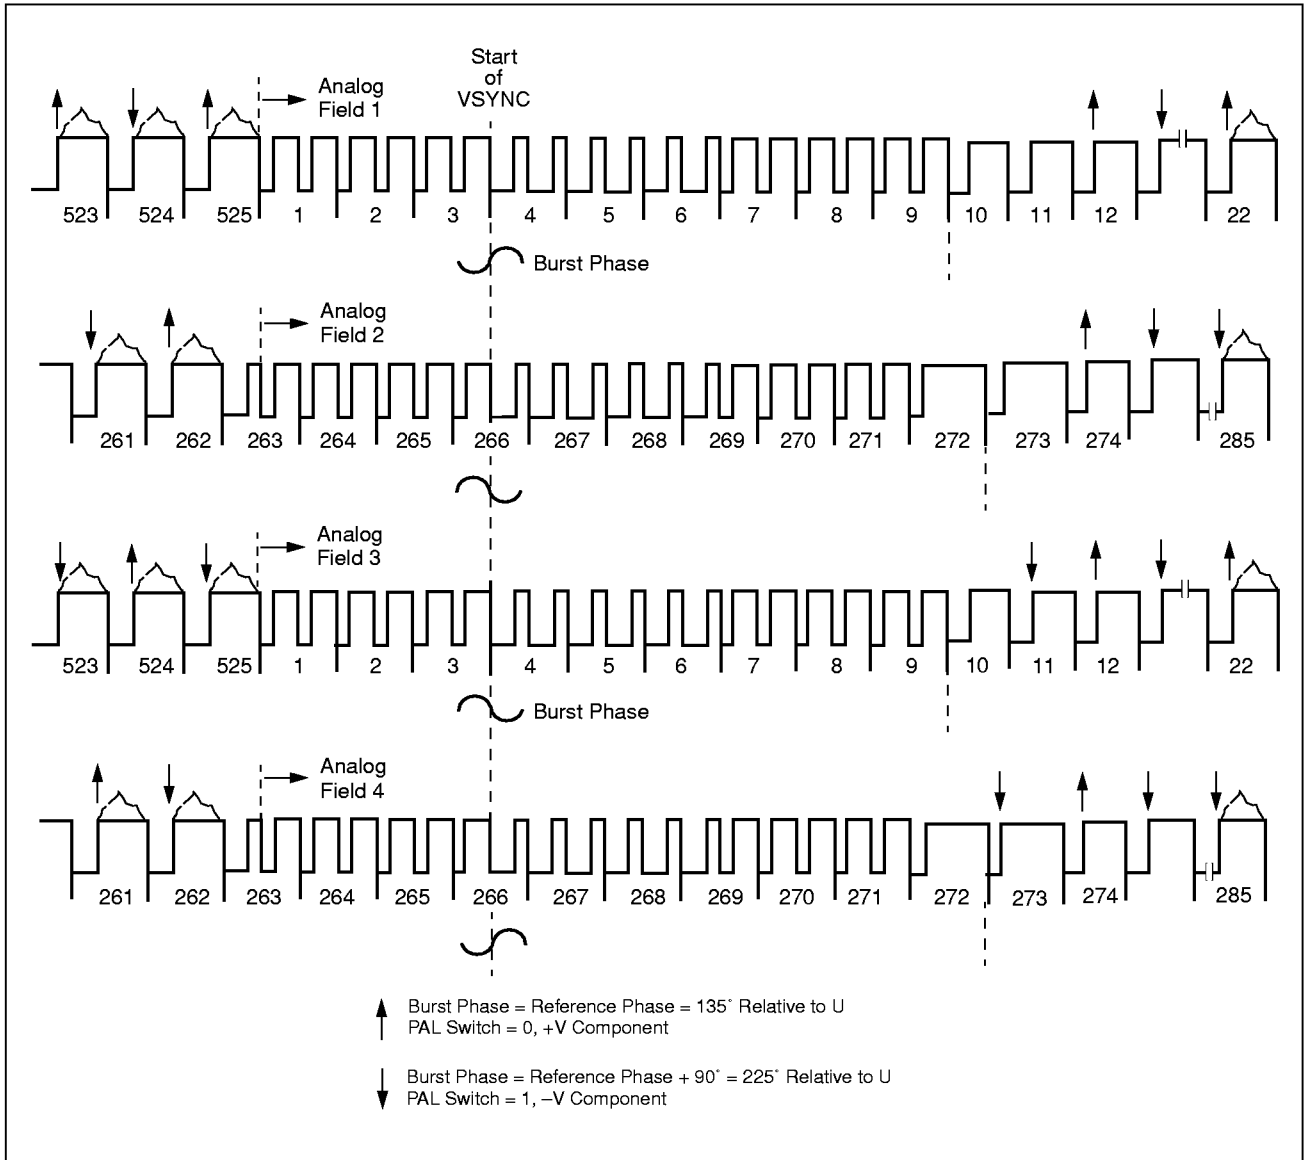 Start
of
VSYNC
Analog
Field 1
523 524 525 1 2 3 4 5 6 7 8 9 10 11 12 22
Burst Phase
Analog
Field 2
261 262 263 264 265 266 267 268 269 270 271 272 273 274 285
Analog
Field 3
523 524 525 1 2 3 4 5 6 7 8 9 10 11 12 22
Burst Phase
Analog
Field 4
261 262 263 264 265 266 267 268 269 270 271 272 273 274 285
Burst Phase = Reference Phase = 135° Relative to U
PAL Switch = 0, +V Component
Burst Phase = Reference Phase + 90° = 225° Relative to U
PAL Switch = 1, –V Component